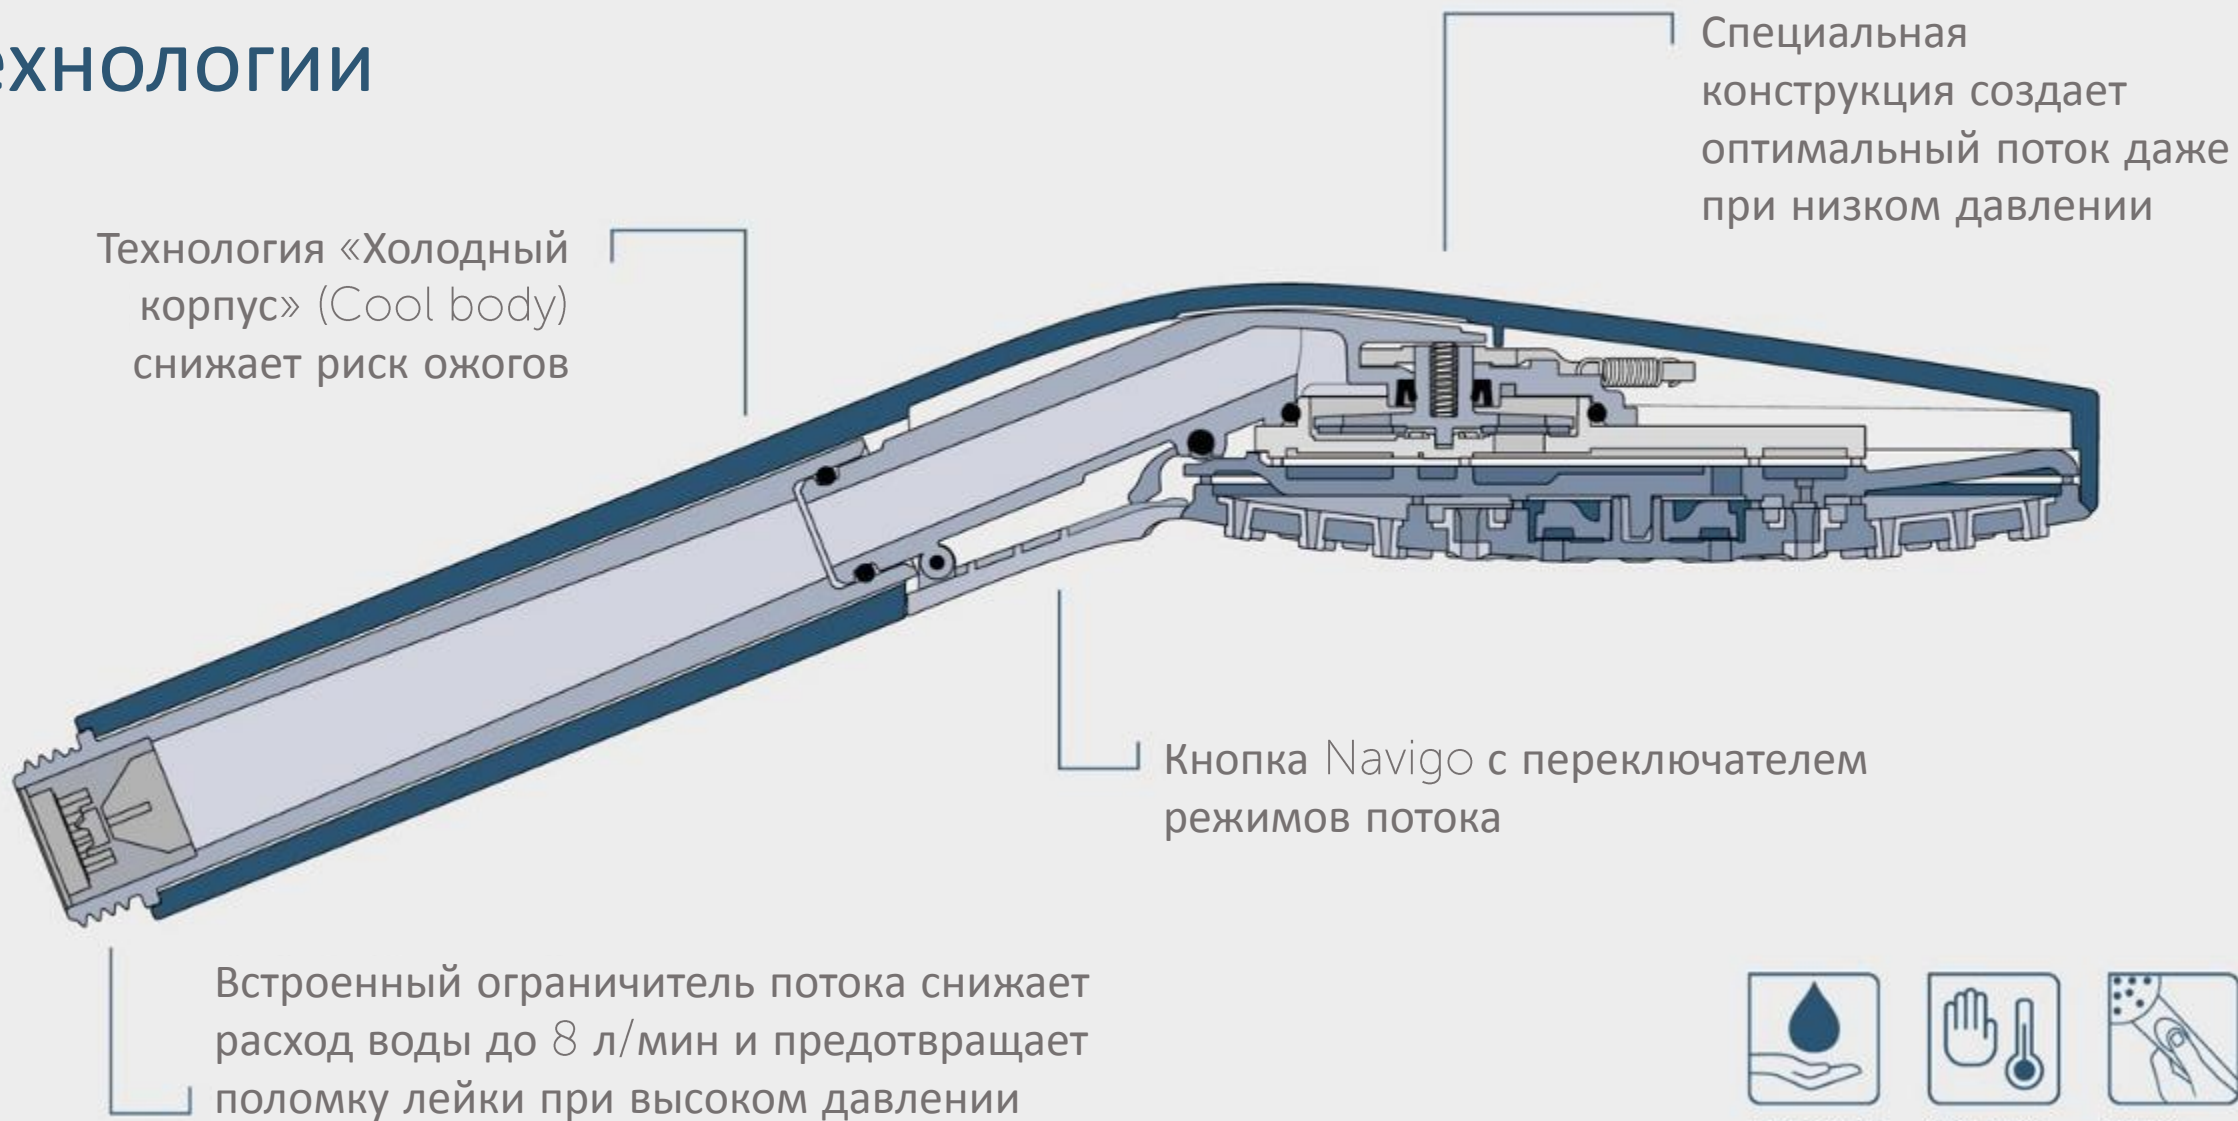 ехнологии
Специальная
конструкция создает
оптимальный поток даже
при низком давлении
Технология «Холодный
корпус» (Cool body)
снижает риск ожогов
Кнопка Navigo с переключателем
режимов потока
Встроенный ограничитель потока снижает
расход воды до 8 л/мин и предотвращает
поломку лейки при высоком давлении